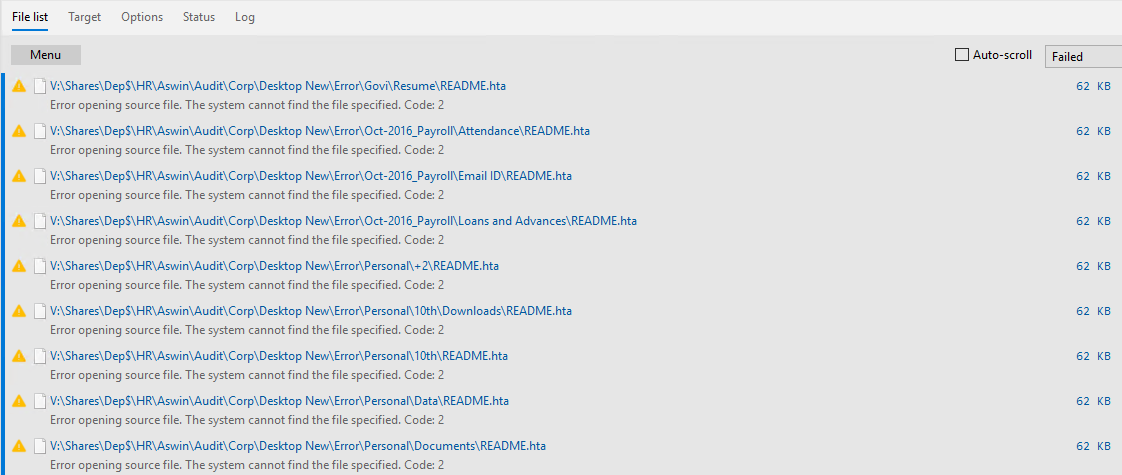 File list Target Options Status Log
Menu Auto-scroll Failed
V:\Shares\Dep$\HR\Aswin\Audit\Corp\Desktop New\Error\Govi\Resume\README.hta 62 KB
Error opening source file. The system cannot find the file specified. Code: 2
V:\Shares\Dep$\HR\Aswin\Audit\Corp\Desktop New\Error\Oct-2016_Payroll\Attendance\README.hta 62 KB
Error opening source file. The system cannot find the file specified. Code: 2
V:\Shares\Dep$\HR\Aswin\Audit\Corp\Desktop New\Error\Oct-2016_Payroll\Email ID\README.hta 62 KB
Error opening source file. The system cannot find the file specified. Code: 2
V:\Shares\Dep$\HR\Aswin\Audit\Corp\Desktop New\Error\Oct-2016_Payroll\Loans and Advances\README.hta 62 KB
Error opening source file. The system cannot find the file specified. Code: 2
V:\Shares\Dep$\HR\Aswin\Audit\Corp\Desktop New\Error\Personal\+2\README.hta 62 KB
Error opening source file. The system cannot find the file specified. Code: 2
V:\Shares\Dep$\HR\Aswin\Audit\Corp\Desktop New\Error\Personal\10th\Downloads\README.hta 62 KB
Error opening source file. The system cannot find the file specified. Code: 2
V:\Shares\Dep$\HR\Aswin\Audit\Corp\Desktop New\Error\Personal\10th\README.hta 62 KB
Error opening source file. The system cannot find the file specified. Code: 2
V:\Shares\Dep$\HR\Aswin\Audit\Corp\Desktop New\Error\Personal\Data\README.hta 62 KB
Error opening source file. The system cannot find the file specified. Code: 2
V:\Shares\Dep$\HR\Aswin\Audit\Corp\Desktop New\Error\Personal\Documents\README.hta 62 KB
Error opening source file. The system cannot find the file specified. Code: 2